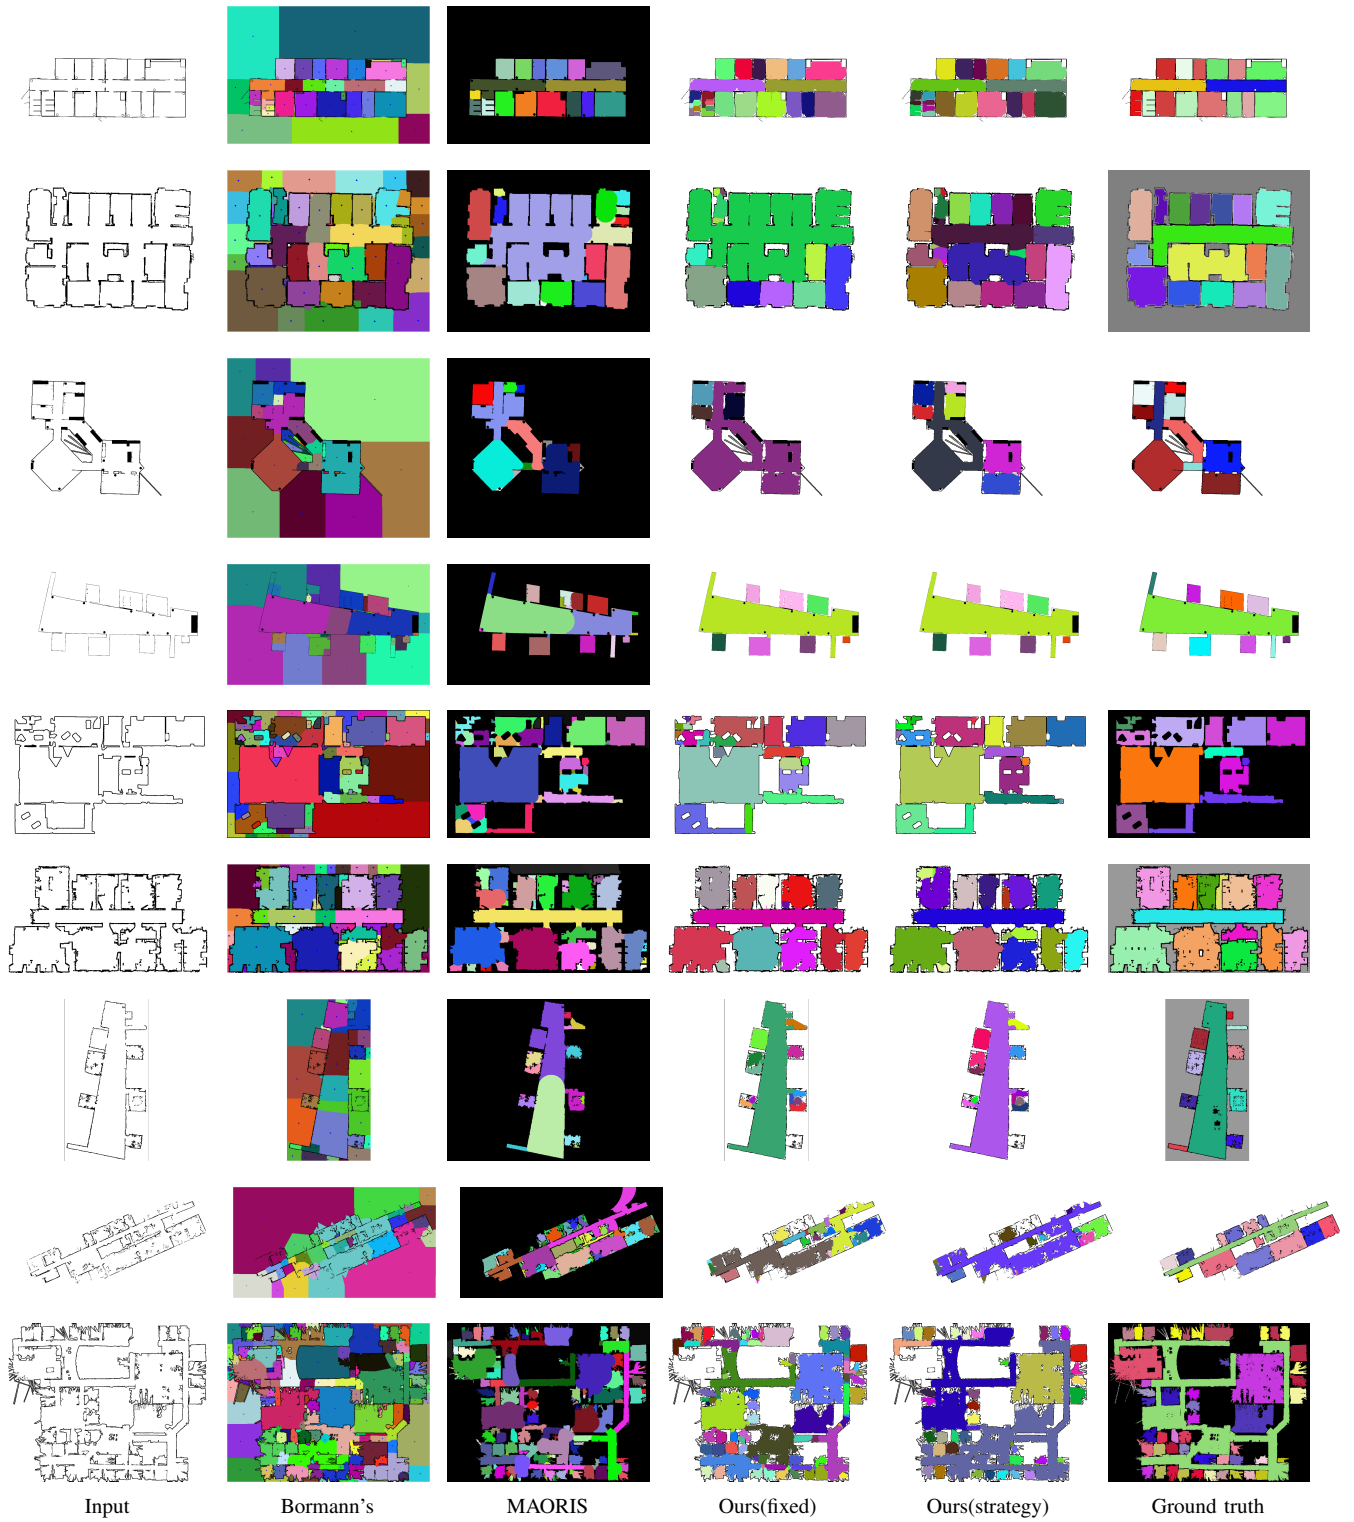 Input
Bormann's
MAORIS
Ours(fixed)
Ours(strategy)
Ground truth